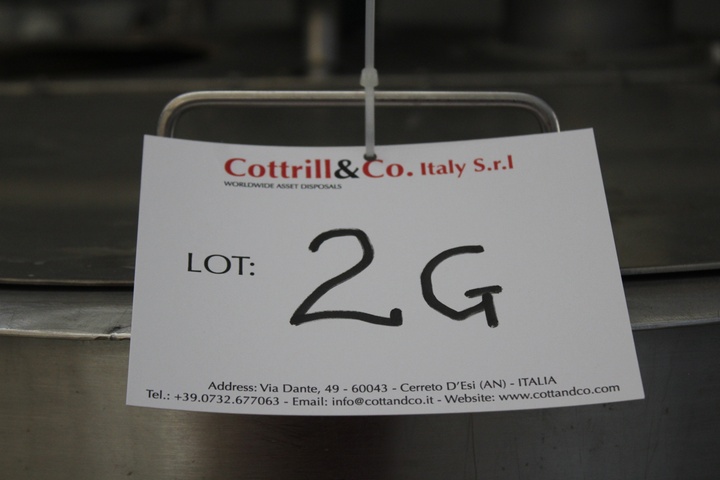 Cottrill&Co. Italy S.r.l
WORLDWIDE ASSET DISPOSALS
LOT: 2G
Address: Via Dante, 49 - 60043 - Cerreto D'Esi (AN) - ITALIA
Tel.: +39.0732.677063 - Email: info@cottandco.it - Website: www.cottandco.com